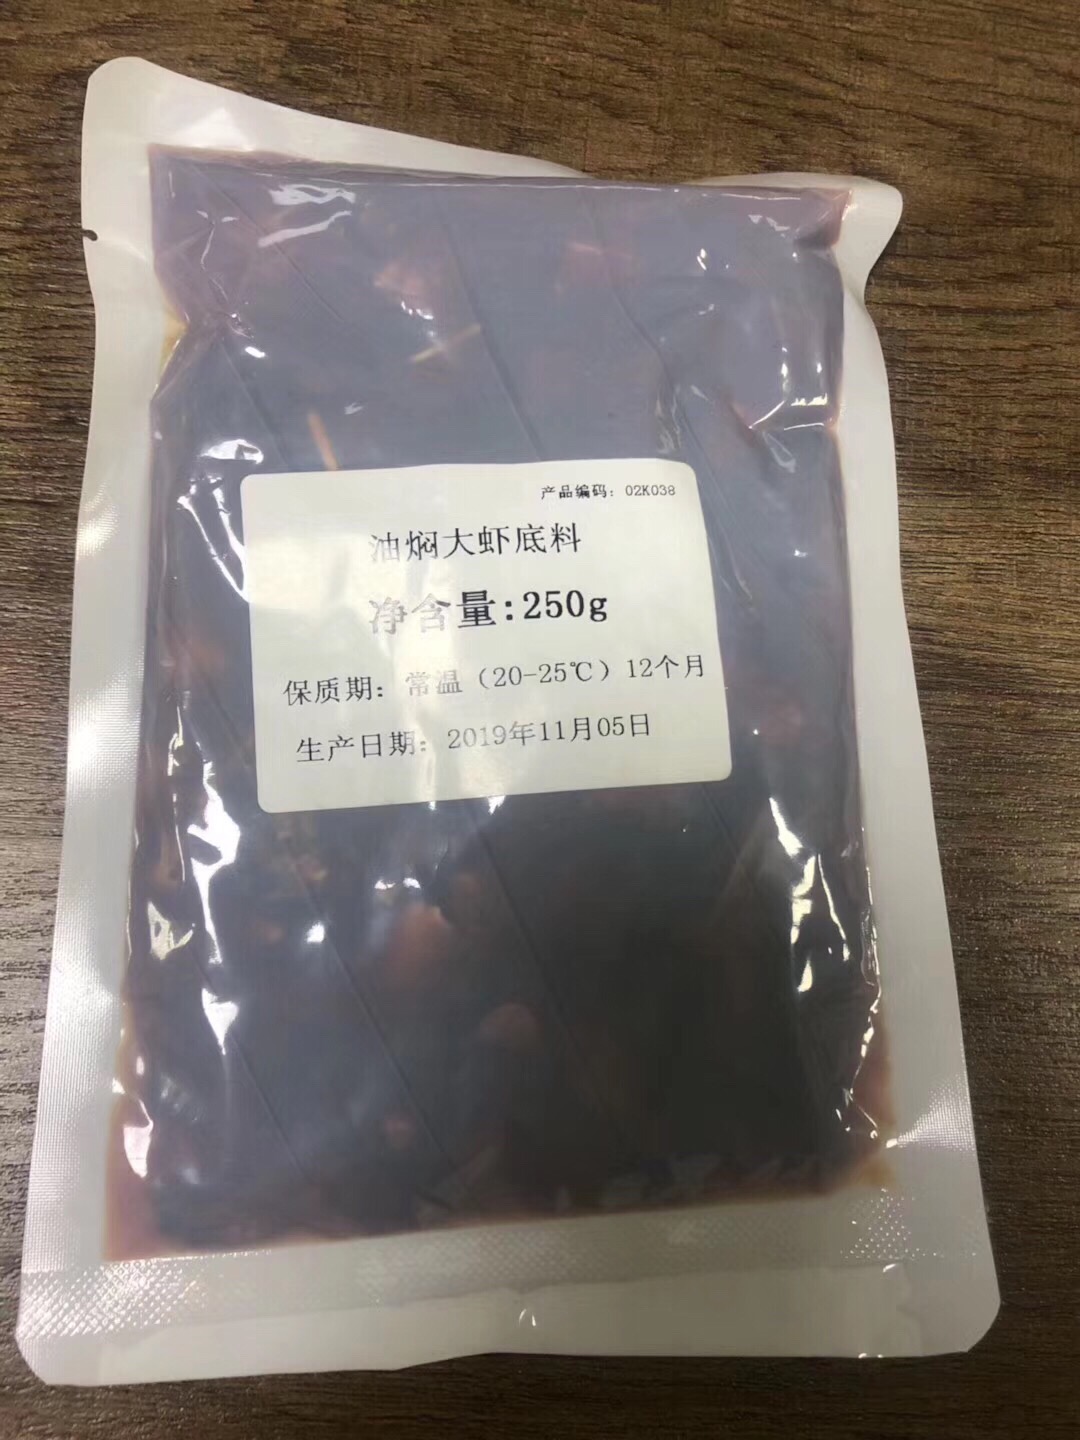 产品编码：02K038
油焖大虾底料
净含量:250g
保质期：常温（20-25℃）12个月
生产日期：2019年11月05日